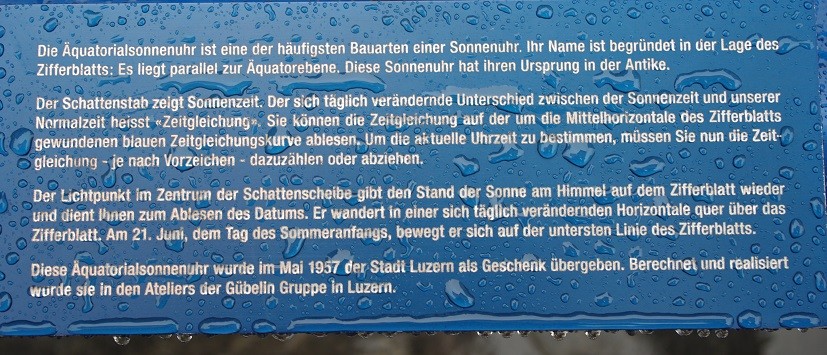 Die Äquatorialsonnenuhr ist eine der häufigsten Bauarten einer Sonnenuhr. Ihr Name ist begründet in der Lage des
Zifferblatts: Es liegt parallel zur Äquatorebene. Diese Sonnenuhr hat ihren Ursprung in der Antike.
Der Schattenstab zeigt Sonnenzeit. Der sich täglich verändernde Unterschied zwischen der Sonnenzeit und unserer
Normalzeit heisst «Zeitgleichung». Sie können die Zeitgleichung auf der um die Mittelhorizontale des Zifferblatts
gewundenen blauen Zeitgleichungskurve ablesen. Um die aktuelle Uhrzeit zu bestimmen, müssen Sie nun die Zeit-
gleichung - je nach Vorzeichen - dazuzählen oder abziehen.
Der Lichtpunkt im Zentrum der Schattenscheibe gibt den Stand der Sonne am Himmel auf dem Zifferblatt wieder
und dient Ihnen zum Ablesen des Datums. Er wandert in einer sich täglich verändernden Horizontale quer über das
Zifferblatt. Am 21. Juni, dem Tag des Sommeranfangs, bewegt er sich auf der untersten Linie des Zifferblatts.
Diese Äquatorialsonnenuhr wurde im Mai 1957 der Stadt Luzern als Geschenk übergeben. Berechnet und realisiert
wurde sie in den Ateliers der Gübelin Gruppe in Luzern.